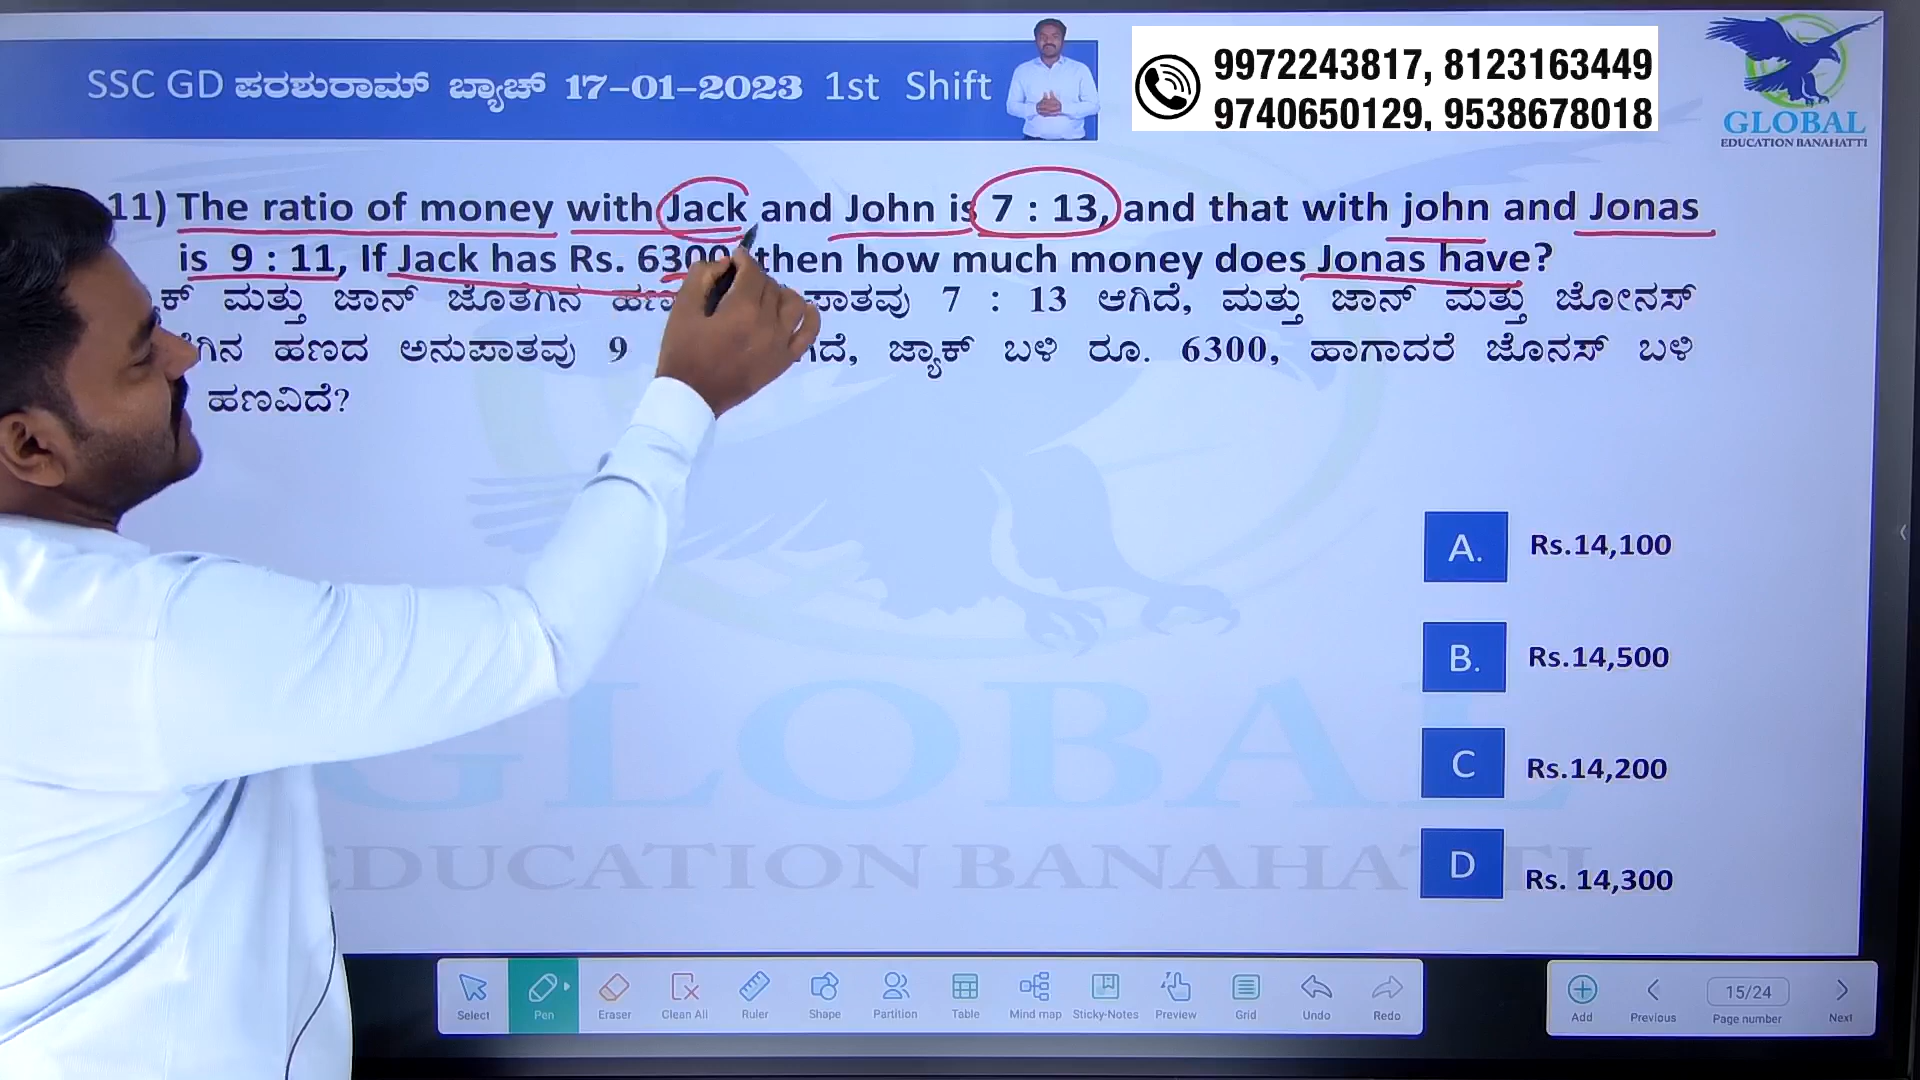 SSC GD ಪರಶುರಾಮ್ ಬ್ಯಾಚ್ 17-01-2023 1st Shift
9972243817, 8123163449
9740650129, 9538678018
GLOBAL
EDUCATION BANAHATTI
11) The ratio of money with Jack and John is 7 : 13, and that with john and Jonas
is 9 : 11, If Jack has Rs. 6300, then how much money does Jonas have?
ಮತ್ತು ಜಾನ್ ಜೊತೆಗಿನ 7 : 13 ಆಗಿದೆ, ಮತ್ತು ಜಾನ್ ಮತ್ತು ಜೋನಸ್
ಹಣದ ಅನುಪಾತವು 9 ಜ್ಯಾಕ್ ಬಳಿ ರೂ. 6300, ಹಾಗಾದರೆ ಜೊನಸ್ ಬಳಿ
ಹಣವಿದೆ?
A. Rs.14,100
B. Rs.14,500
C Rs.14,200
D Rs. 14,300
GLOBAL
EDUCATION BANAHATTI
Select Pen Eraser Clean All Ruler Shape Partition Table Mind map Sticky-Notes Preview Grid Undo Redo
Add Previous 15/24 Page number Next